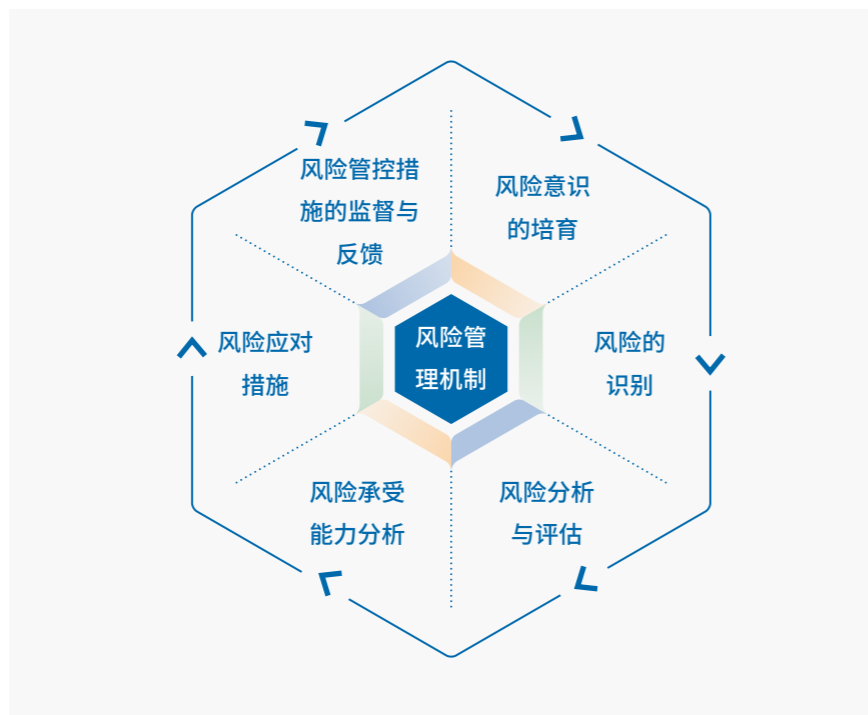 风险管控措
施的监督与
反馈
风险意识
的培育
风险应对
措施
风险管
理机制
风险的
识别
风险承受
能力分析
风险分析
与评估